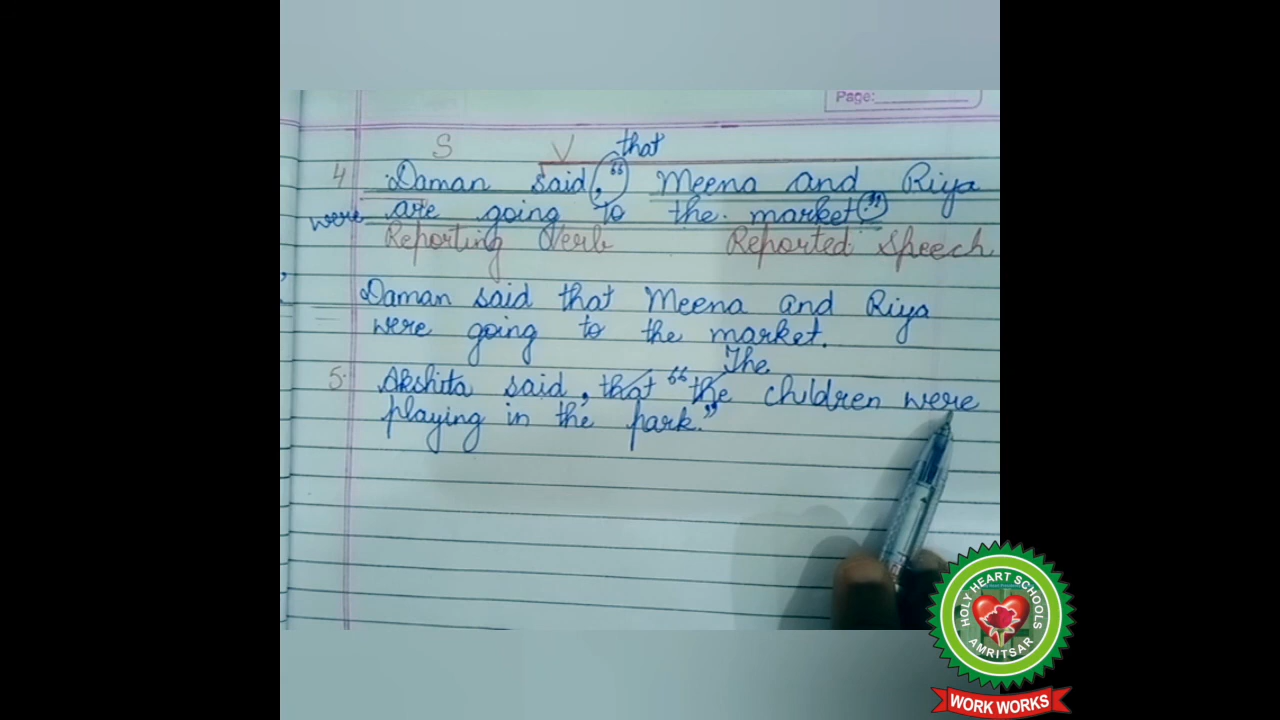 Page:
S V that
4 Daman said, “ Meena and Riya
were are going to the market.”
Reporting Verb Reported Speech
Daman said that Meena and Riya
were going to the market.
The
5. Akshita said, that “the children were
playing in the park.”
HOLY HEART SCHOOLS
AMRITSAR
WORK WORKS